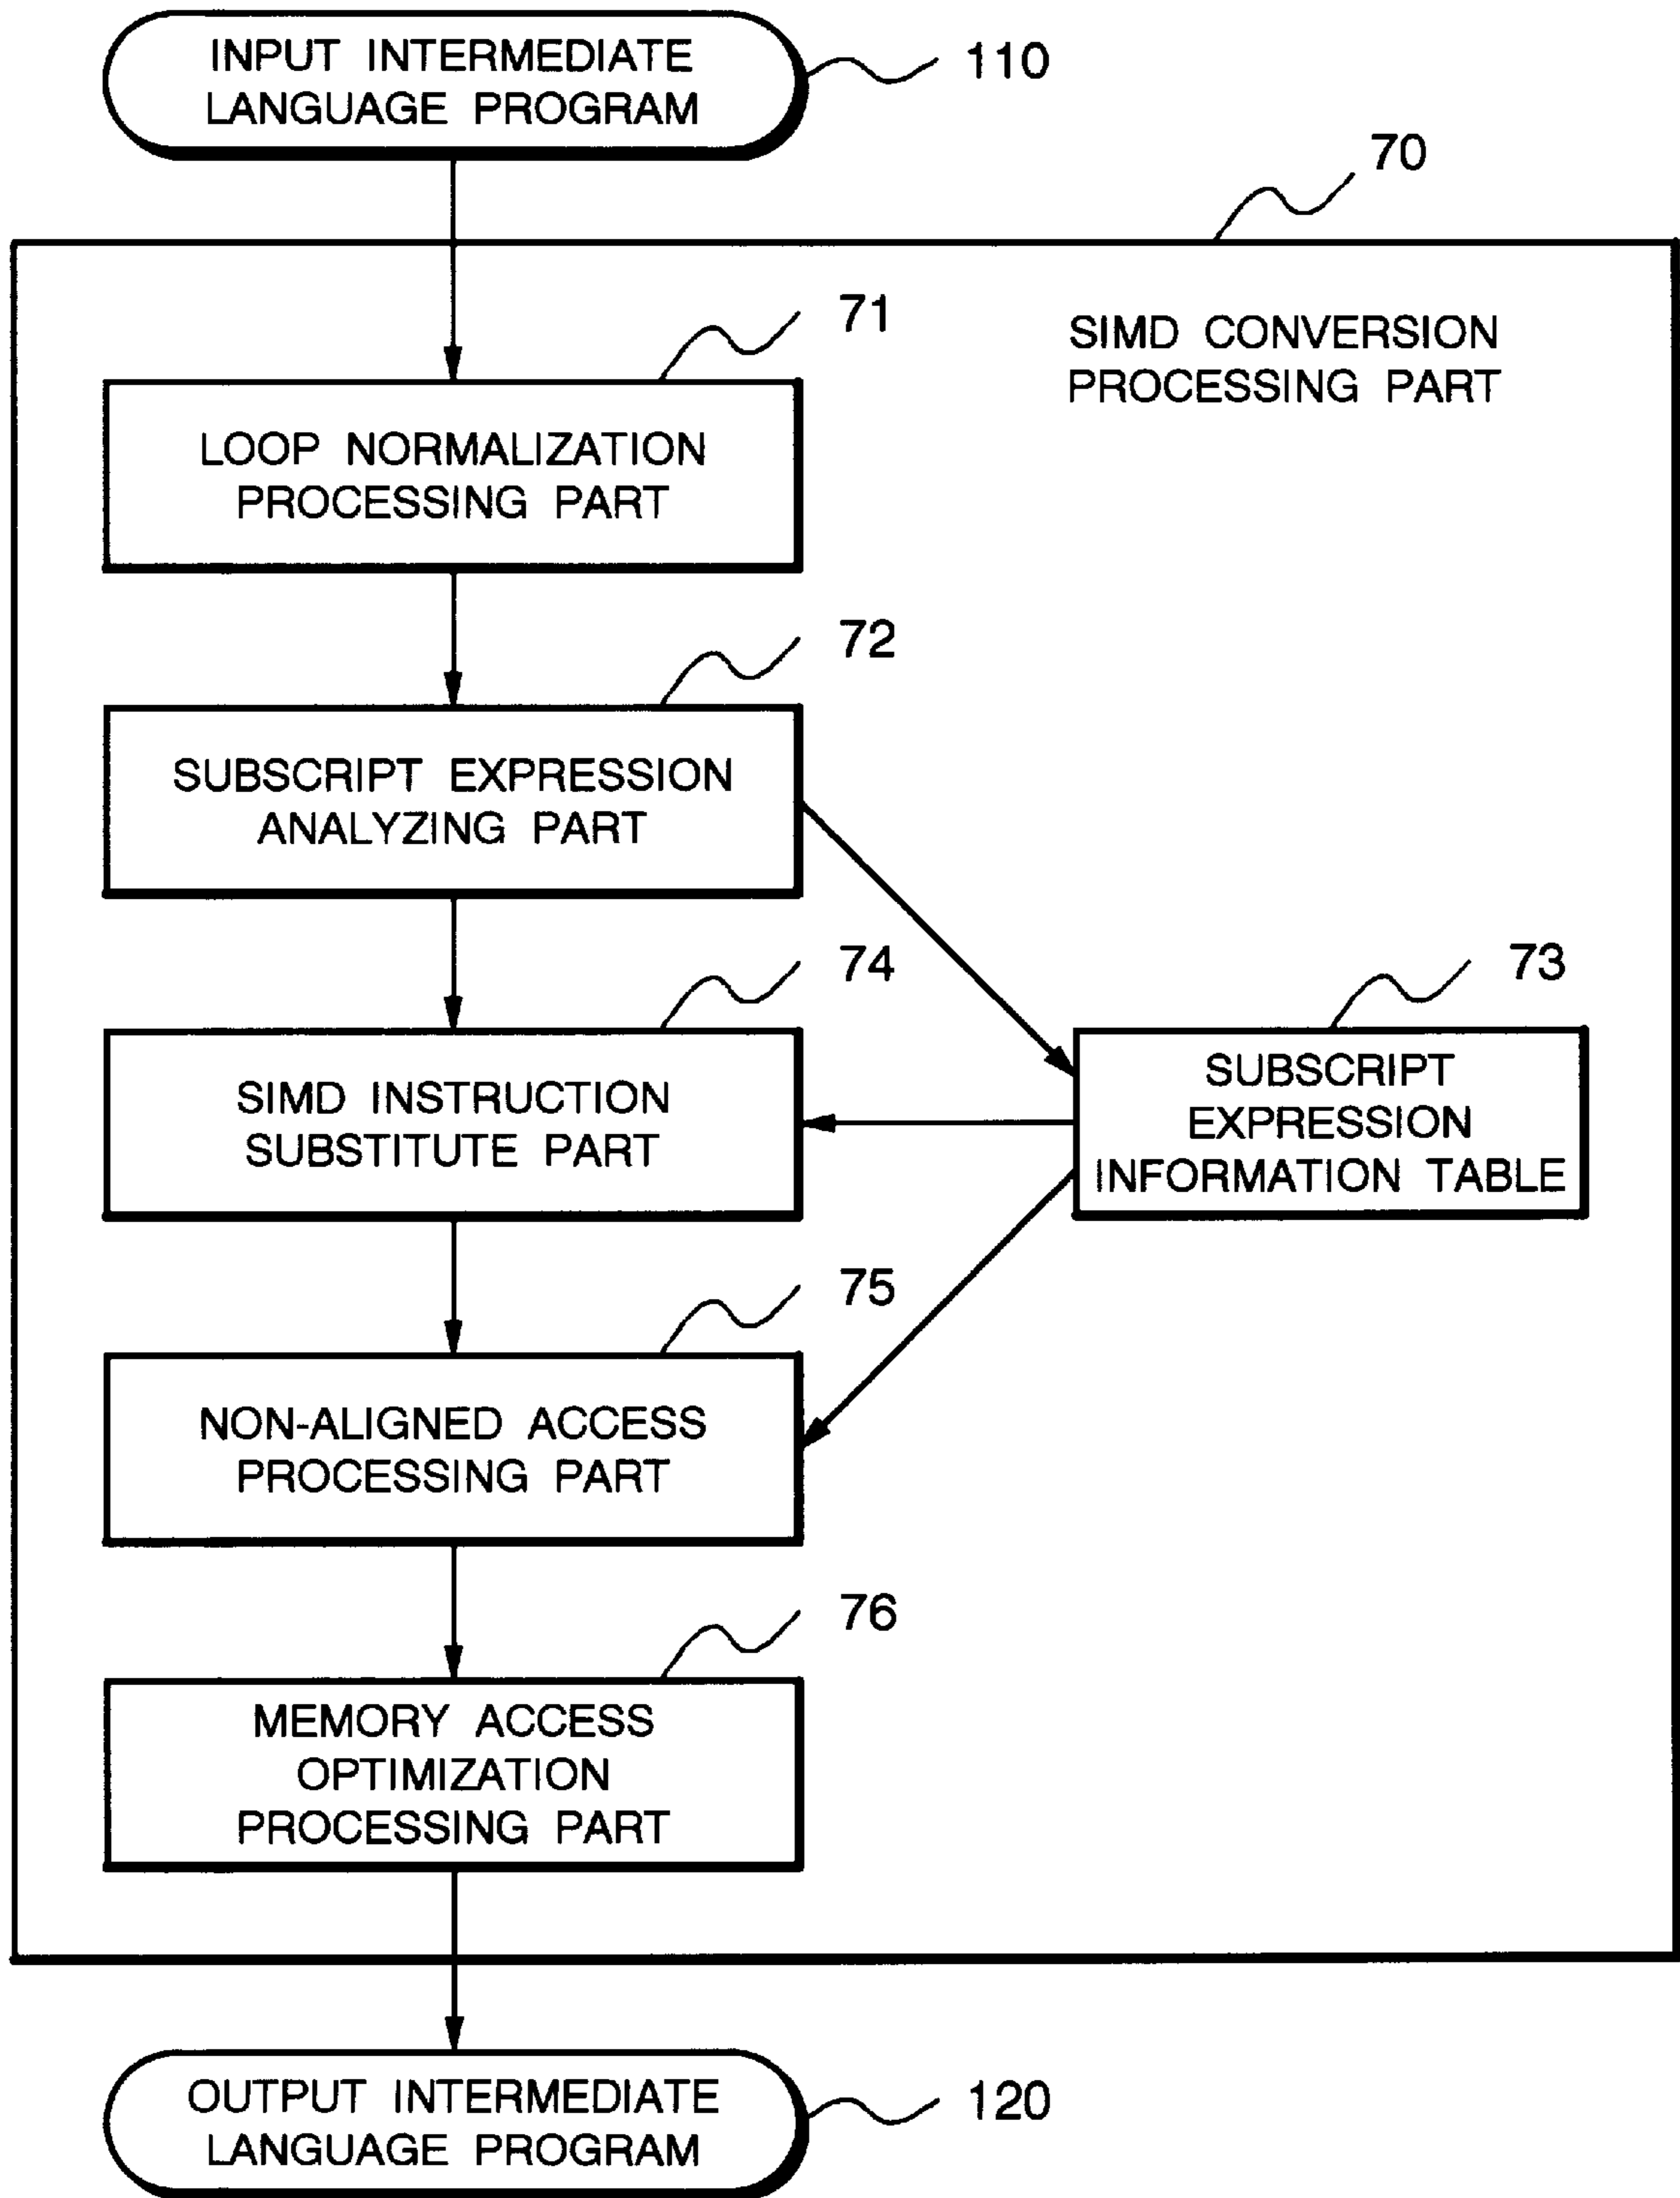 INPUT INTERMEDIATE
LANGUAGE PROGRAM
110
70
SIMD CONVERSION
PROCESSING PART
71
LOOP NORMALIZATION
PROCESSING PART
72
SUBSCRIPT EXPRESSION
ANALYZING PART
74
SIMD INSTRUCTION
SUBSTITUTE PART
73
SUBSCRIPT
EXPRESSION
INFORMATION TABLE
75
NON-ALIGNED ACCESS
PROCESSING PART
76
MEMORY ACCESS
OPTIMIZATION
PROCESSING PART
OUTPUT INTERMEDIATE
LANGUAGE PROGRAM
120